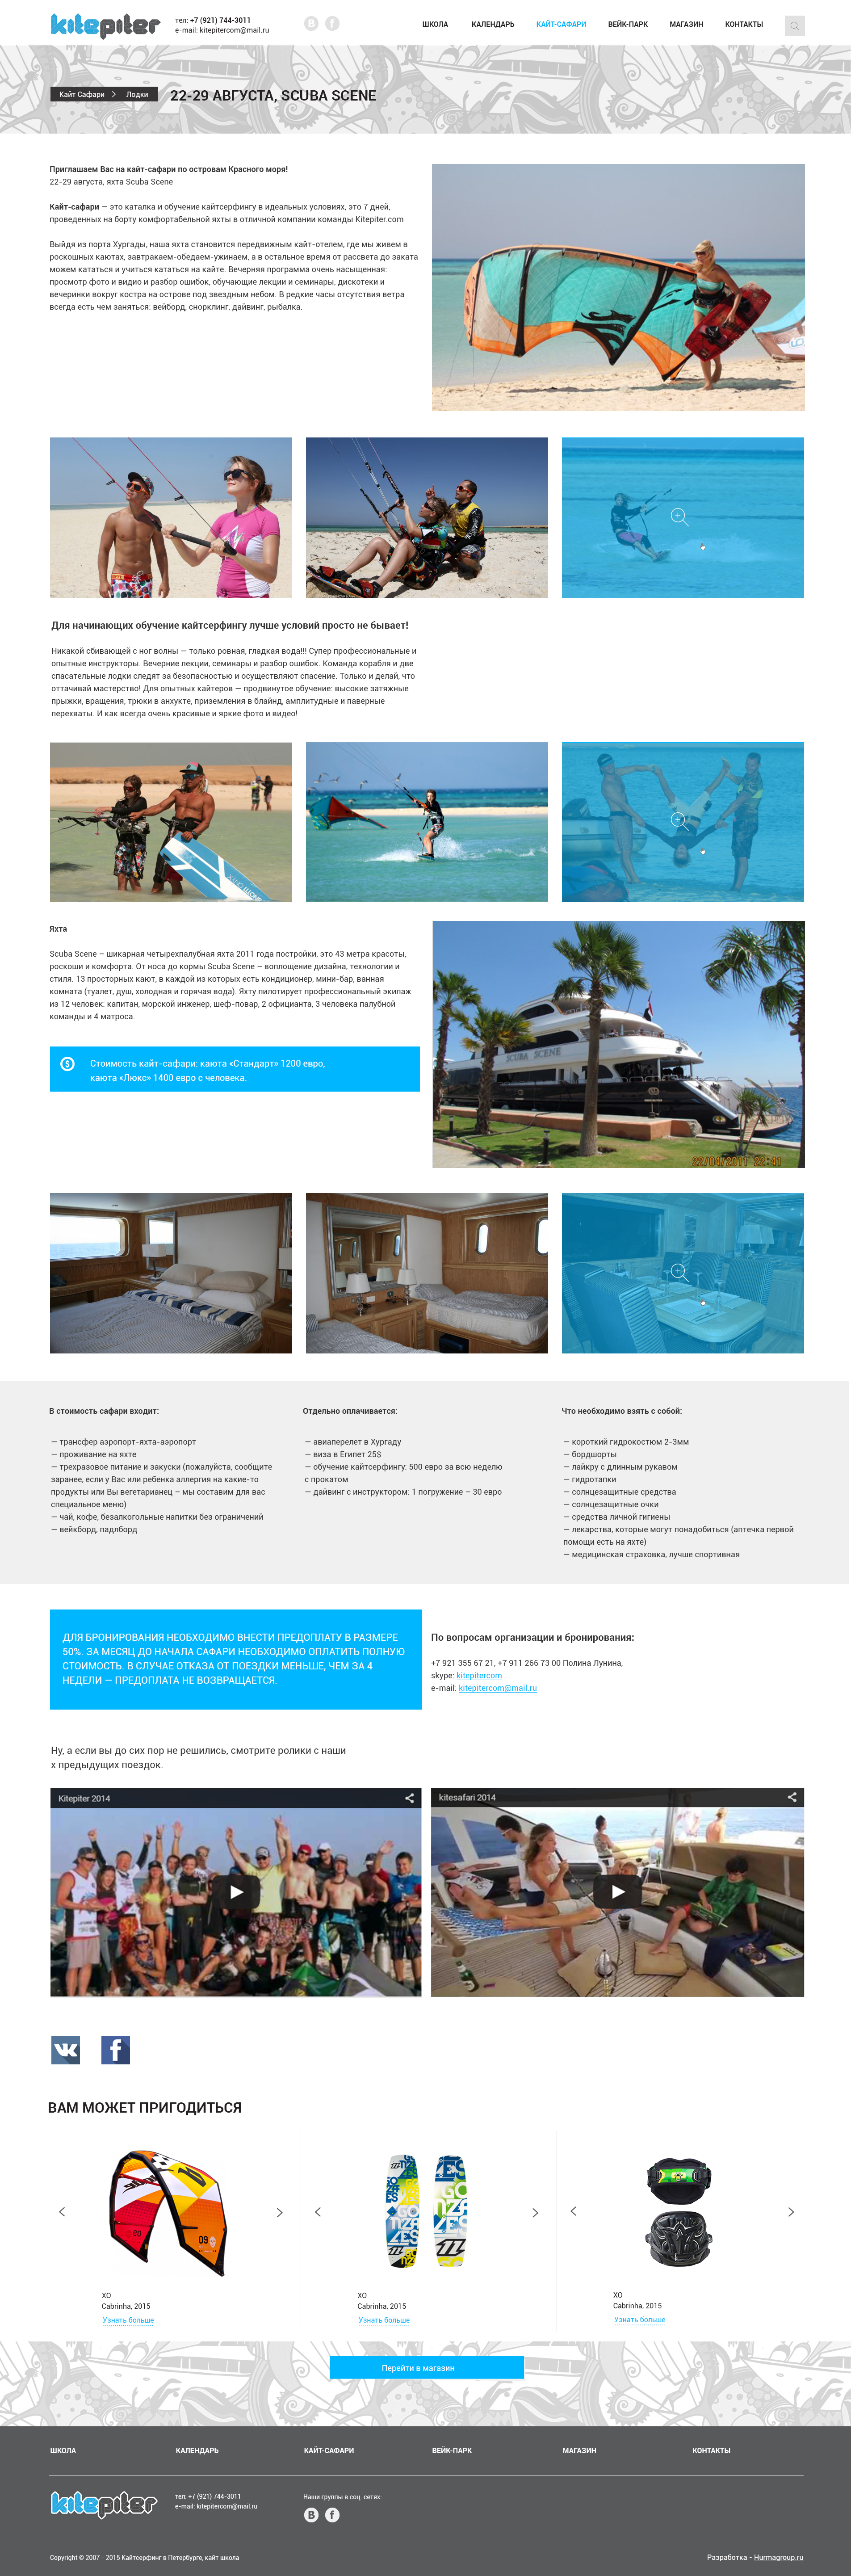 kitepiter
тел: +7 (921) 744-3011
e-mail: kitepitercom@mail.ru
B f
ШКОЛА КАЛЕНДАРЬ КАЙТ-САФАРИ ВЕЙК-ПАРК МАГАЗИН КОНТАКТЫ
Кайт Сафари > Лодки
22-29 АВГУСТА, SCUBA SCENE
Приглашаем Вас на кайт-сафари по островам Красного моря!
22-29 августа, яхта Scuba Scene
Кайт-сафари — это каталка и обучение кайтсерфингу в идеальных условиях, это 7 дней,
проведенных на борту комфортабельной яхты в отличной компании команды Kitepiter.com
Выйдя из порта Хургады, наша яхта становится передвижным кайт-отелем, где мы живем в
роскошных каютах, завтракаем-обедаем-ужинаем, а в остальное время от рассвета до заката
можем кататься и учиться кататься на кайте. Вечерняя программа очень насыщенная:
просмотр фото и видио и разбор ошибок, обучающие лекции и семинары, дискотеки и
вечеринки вокруг костра на острове под звездным небом. В редкие часы отсутствия ветра
всегда есть чем заняться: вейборд, снорклинг, дайвинг, рыбалка.
Для начинающих обучение кайтсерфингу лучше условий просто не бывает!
Никакой сбивающей с ног волны — только ровная, гладкая вода!!! Супер профессиональные и
опытные инструкторы. Вечерние лекции, семинары и разбор ошибок. Команда корабля и две
спасательные лодки следят за безопасностью и осуществляют спасение. Только и делай, что
оттачивай мастерство! Для опытных кайтеров — продвинутое обучение: высокие затяжные
прыжки, вращения, трюки в анхукте, приземления в блайнд, амплитудные и паверные
перехваты. И как всегда очень красивые и яркие фото и видео!
Яхта
Scuba Scene – шикарная четырехпалубная яхта 2011 года постройки, это 43 метра красоты,
роскоши и комфорта. От носа до кормы Scuba Scene – воплощение дизайна, технологии и
стиля. 13 просторных кают, в каждой из которых есть кондиционер, мини-бар, ванная
комната (туалет, душ, холодная и горячая вода). Яхту пилотирует профессиональный экипаж
из 12 человек: капитан, морской инженер, шеф-повар, 2 официанта, 3 человека палубной
команды и 4 матроса.
SCUBA SCENE
22/04/2011 22:41
$ Стоимость кайт-сафари: каюта «Стандарт» 1200 евро,
каюта «Люкс» 1400 евро с человека.
В стоимость сафари входит:
— трансфер аэропорт-яхта-аэропорт
— проживание на яхте
— трехразовое питание и закуски (пожалуйста, сообщите
заранее, если у Вас или ребенка аллергия на какие-то
продукты или Вы вегетарианец – мы составим для вас
специальное меню)
— чай, кофе, безалкогольные напитки без ограничений
— вейкборд, падлборд
Отдельно оплачивается:
— авиаперелет в Хургаду
— виза в Египет 25$
— обучение кайтсерфингу: 500 евро за всю неделю
с прокатом
— дайвинг с инструктором: 1 погружение – 30 евро
Что необходимо взять с собой:
— короткий гидрокостюм 2-3мм
— бордшорты
— лайкру с длинным рукавом
— гидротапки
— солнцезащитные средства
— солнцезащитные очки
— средства личной гигиены
— лекарства, которые могут понадобиться (аптечка первой
помощи есть на яхте)
— медицинская страховка, лучше спортивная
ДЛЯ БРОНИРОВАНИЯ НЕОБХОДИМО ВНЕСТИ ПРЕДОПЛАТУ В РАЗМЕРЕ
50%. ЗА МЕСЯЦ ДО НАЧАЛА САФАРИ НЕОБХОДИМО ОПЛАТИТЬ ПОЛНУЮ
СТОИМОСТЬ. В СЛУЧАЕ ОТКАЗА ОТ ПОЕЗДКИ МЕНЬШЕ, ЧЕМ ЗА 4
НЕДЕЛИ — ПРЕДОПЛАТА НЕ ВОЗВРАЩАЕТСЯ.
По вопросам организации и бронирования:
+7 921 355 67 21, +7 911 266 73 00 Полина Лунина,
skype: kitepitercom
e-mail: kitepitercom@mail.ru
Ну, а если вы до сих пор не решились, смотрите ролики с наши
х предыдущих поездок.
Kitepiter 2014
kitesafari 2014
f
ВАМ МОЖЕТ ПРИГОДИТЬСЯ
09
XO
Cabrinha, 2015
Узнать больше
XO
Cabrinha, 2015
Узнать больше
XO
Cabrinha, 2015
Узнать больше
Перейти в магазин
ШКОЛА КАЛЕНДАРЬ КАЙТ-САФАРИ ВЕЙК-ПАРК МАГАЗИН КОНТАКТЫ
kitepiter
тел: +7 (921) 744-3011
e-mail: kitepitercom@mail.ru
Наши группы в соц. сетях:
B f
Copyright © 2007 - 2015 Кайтсерфинг в Петербурге, кайт школа
Разработка - Hurmagroup.ru